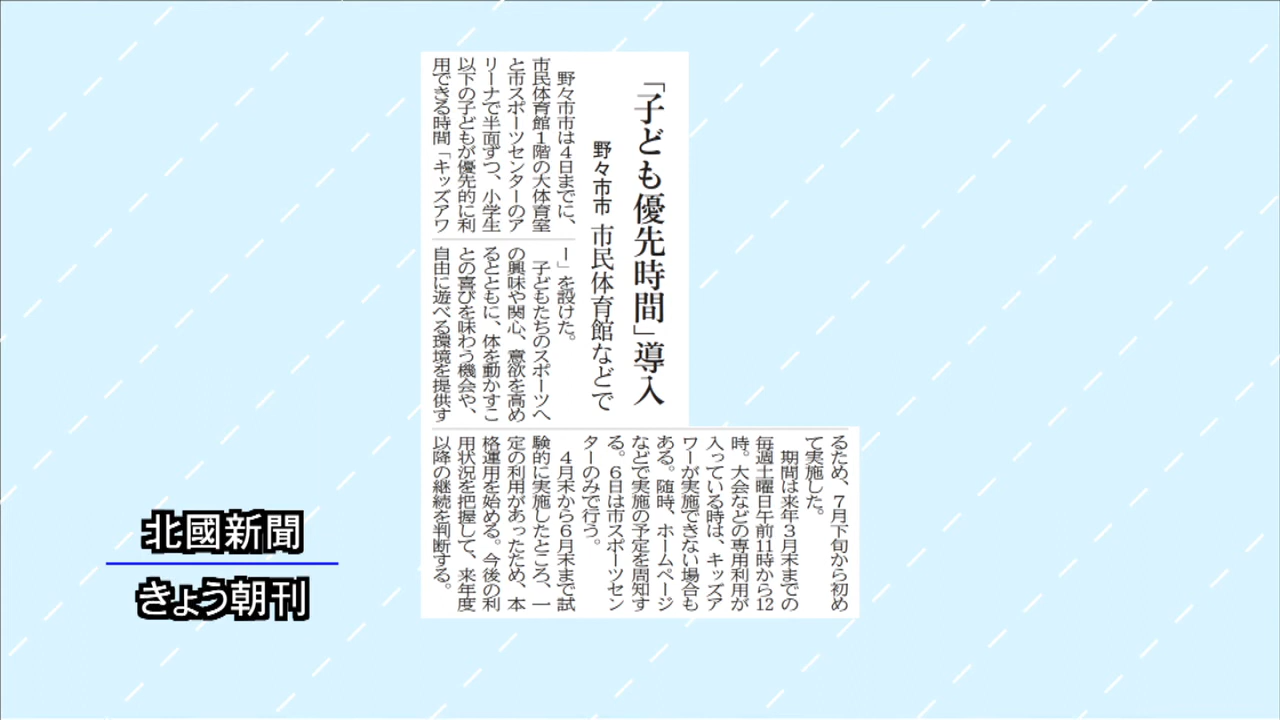 「子ども優先時間」導入
野々市市 市民体育館などで
野々市市は４日までに、
市民体育館１階の大体育室
と市スポーツセンターのア
リーナで半面ずつ、小学生
以下の子どもが優先的に利
用できる時間「キッズアワ
ー」を設けた。
子どもたちのスポーツへ
の興味や関心、意欲を高め
るとともに、体を動かすこ
との喜びを味わう機会や、
自由に遊べる環境を提供す
るため、７月下旬から初め
て実施した。
期間は来年３月末までの
毎週土曜日午前11時から12
時。大会などの専用利用が
入っている時は、キッズア
ワーが実施できない場合も
ある。随時、ホームページ
などで実施の予定を周知す
る。６日は市スポーツセン
ターのみで行う。
４月末から６月末まで試
験的に実施したところ、一
定の利用があったため、本
格運用を始める。今後の利
用状況を把握して、来年度
以降の継続を判断する。
北國新聞
きょう朝刊